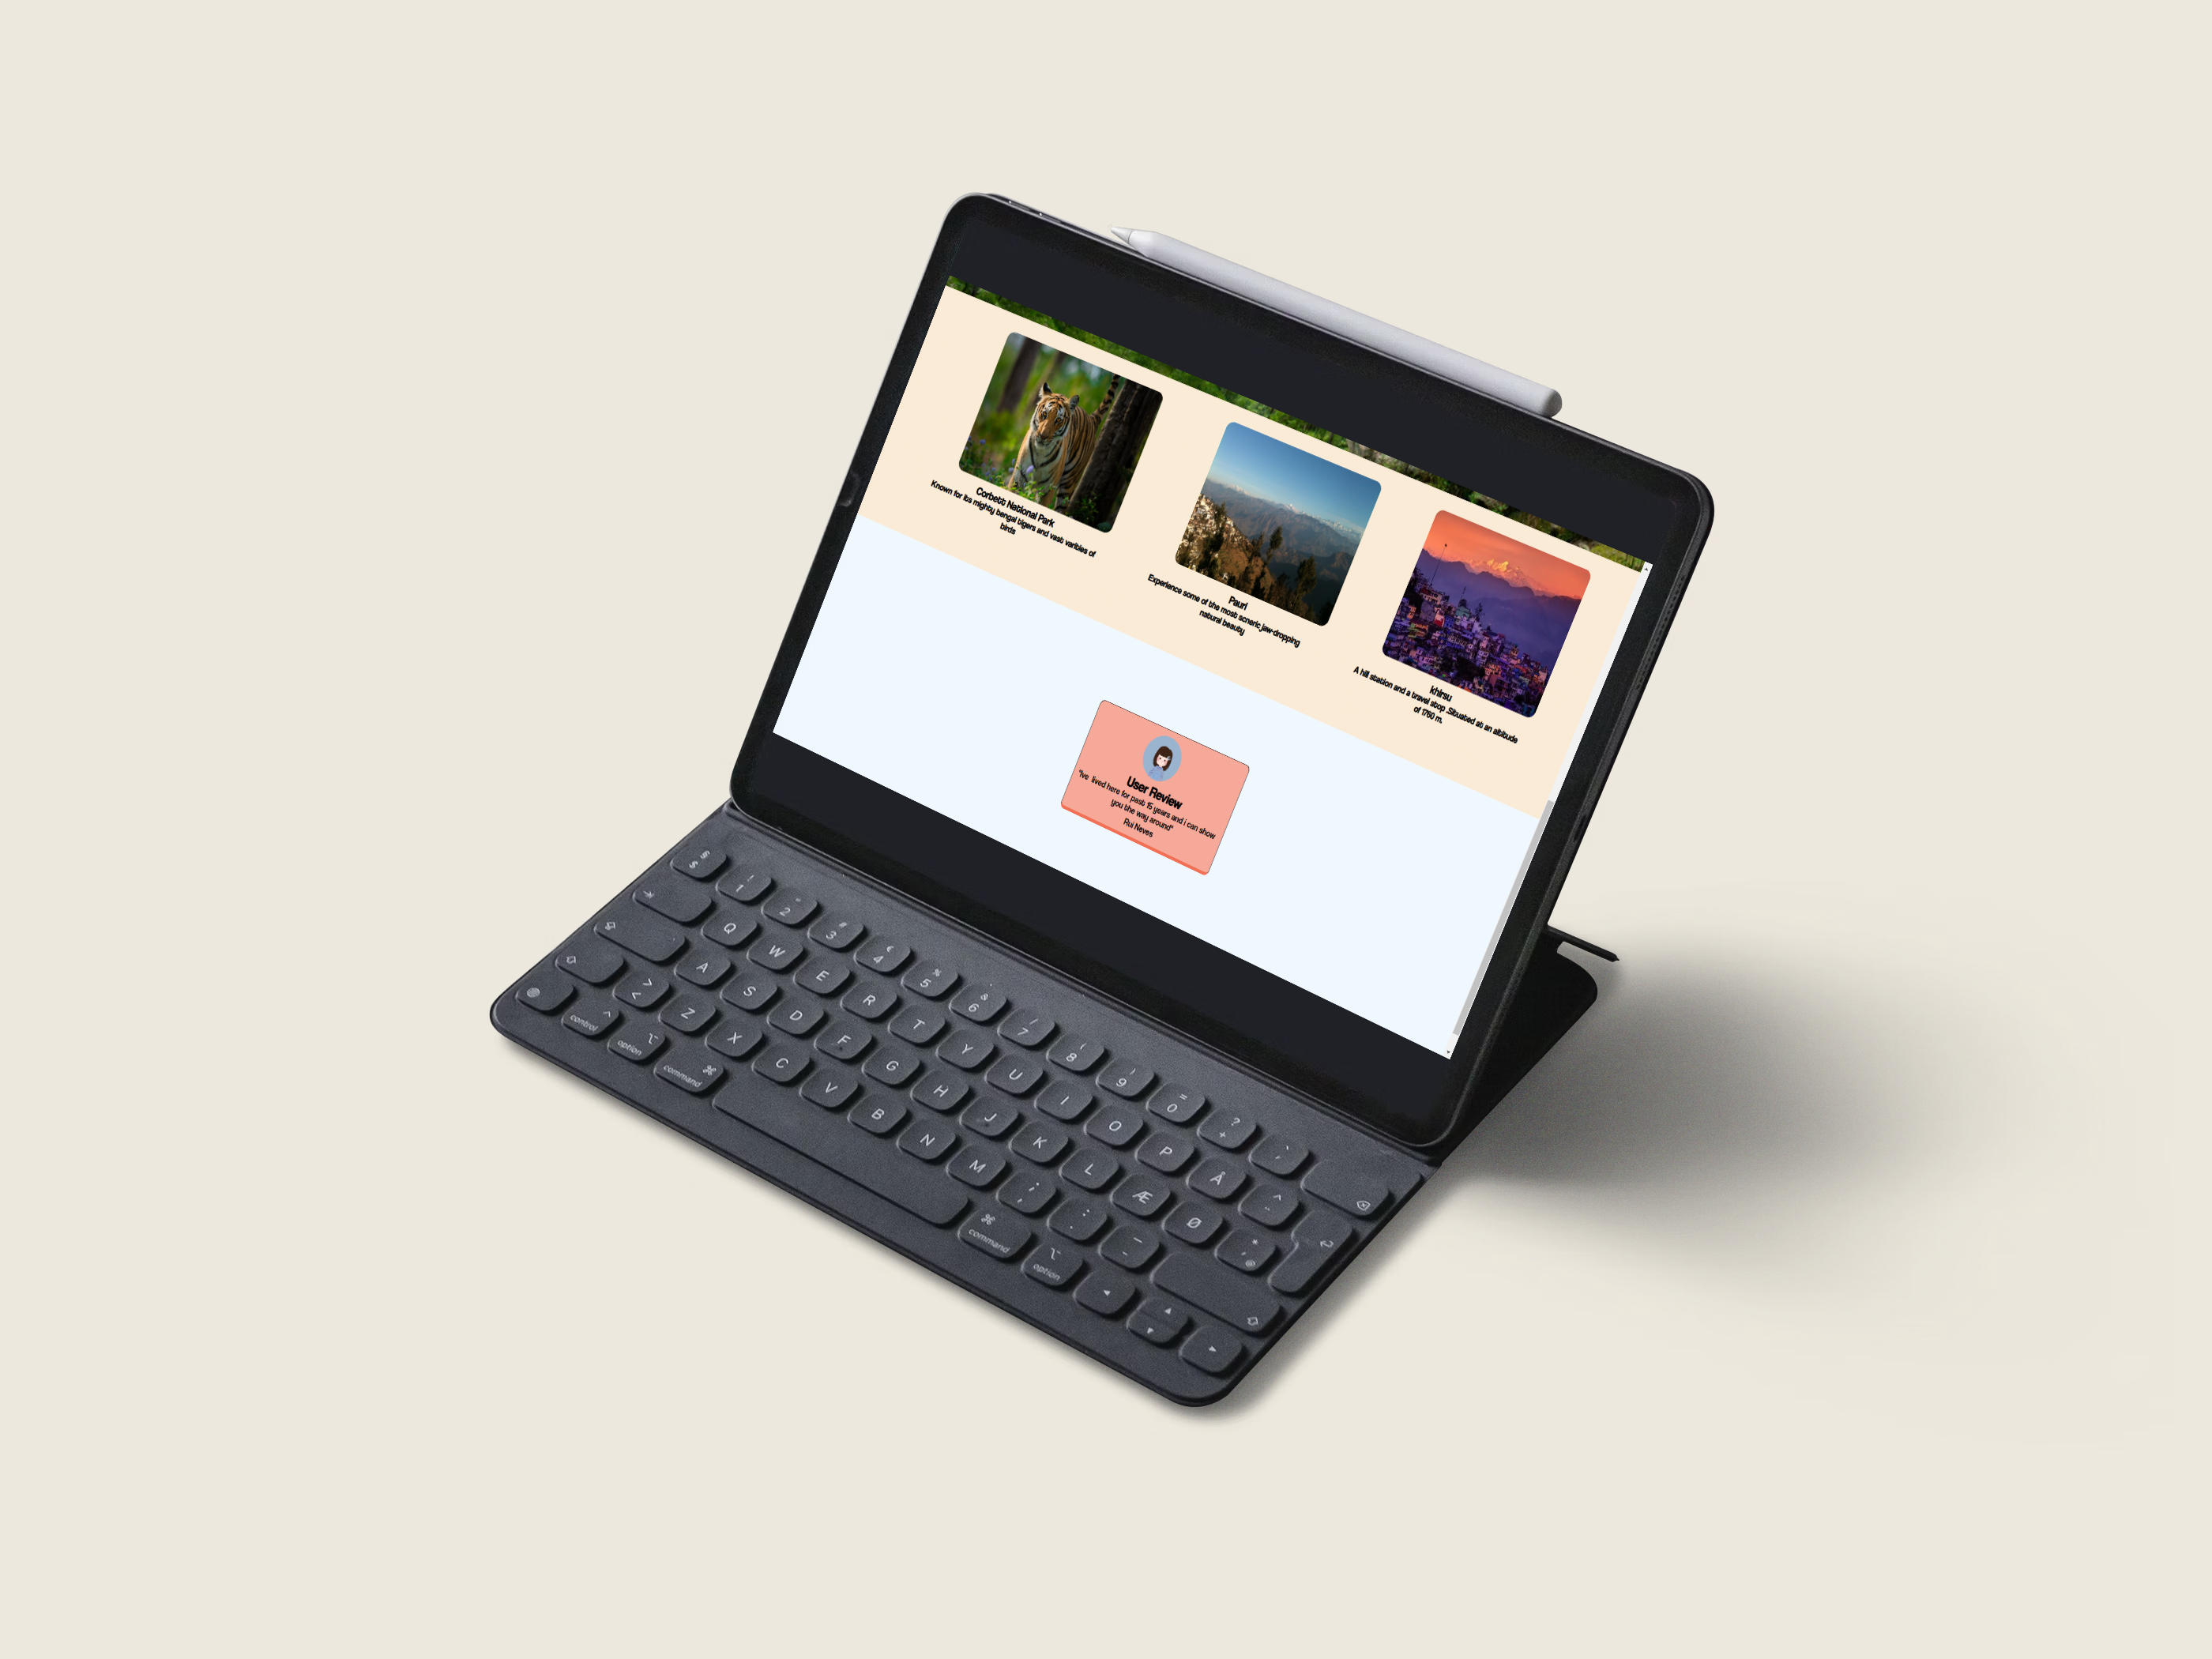 Corbett National Park
Known for its mighty bengal tigers and vast varities of
birds
Pauri
Experience some of the most scneric,jaw-dropping
natural beauty
khirsu
A hill station and a travel stop .Situated at an altitude
of 1760 m.
User Review
"Ive lived here for past 15 years and i can show
you the way around"
Rui Neves
§ ! " # € % & / ( ) = ? `
$ 1 2 3 4 5 6 7 8 9 0 + ´
Q W E R T Y U I O P Å ^
A S D F G H J K L Æ Ø *
> Z X C V B N M ; : _
< , . -
control option command command option